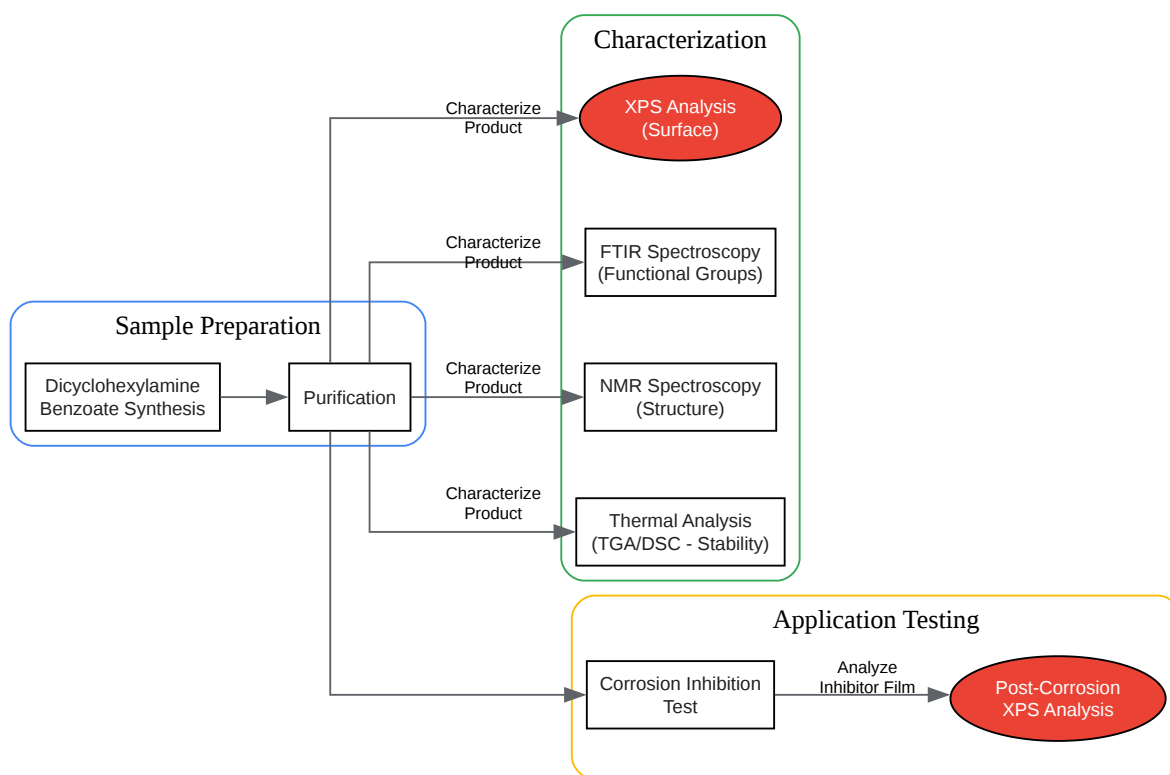 Characterization
Characterize
Product
XPS Analysis
(Surface)
Characterize
Product
FTIR Spectroscopy
(Functional Groups)
Sample Preparation
Dicyclohexylamine
Benzoate Synthesis
Purification
Characterize
Product
NMR Spectroscopy
(Structure)
Characterize
Product
Thermal Analysis
(TGA/DSC - Stability)
Application Testing
Corrosion Inhibition
Test
Analyze
Inhibitor Film
Post-Corrosion
XPS Analysis